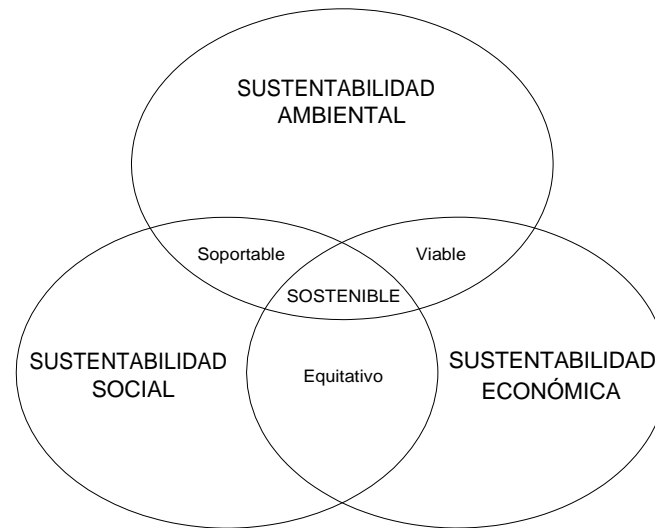 SUSTENTABILIDAD
AMBIENTAL
Soportable
Viable
SOSTENIBLE
SUSTENTABILIDAD
SOCIAL
Equitativo
SUSTENTABILIDAD
ECONÓMICA